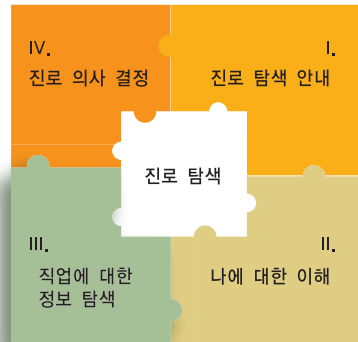 IV.
진로 의사 결정
I.
진로 탐색 안내
진로 탐색
III.
직업에 대한
정보 탐색
II.
나에 대한 이해